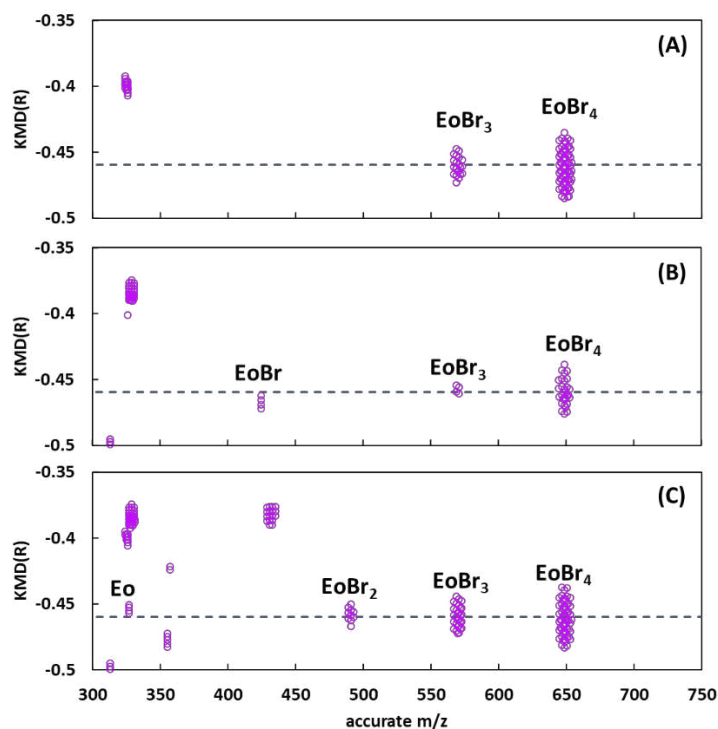 -0.35
(A)
-0.4
EoBr₃
EoBr₄
-0.45
-0.5
KMD(R)
-0.35
(B)
-0.4
EoBr
EoBr₃
EoBr₄
-0.45
-0.5
KMD(R)
-0.35
(C)
-0.4
Eo
EoBr₂
EoBr₃
EoBr₄
-0.45
-0.5
KMD(R)
300 350 400 450 500 550 600 650 700 750
accurate m/z